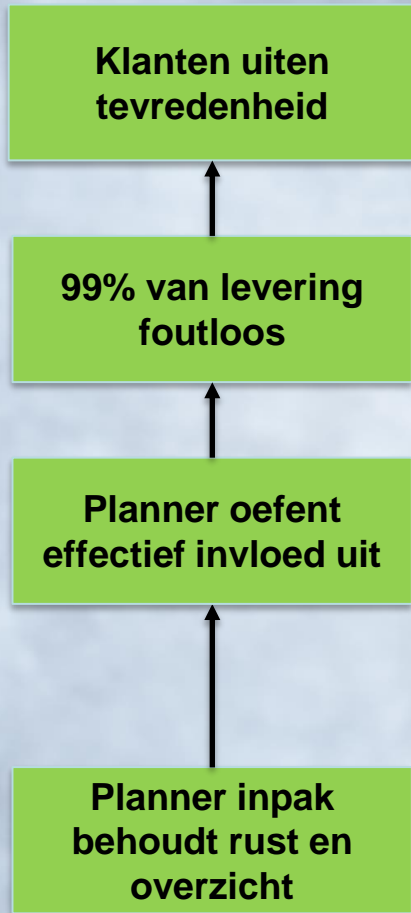 Klanten uiten
tevredenheid
99% van levering
foutloos
Planner oefent
effectief invloed uit
Planner inpak
behoudt rust en
overzicht